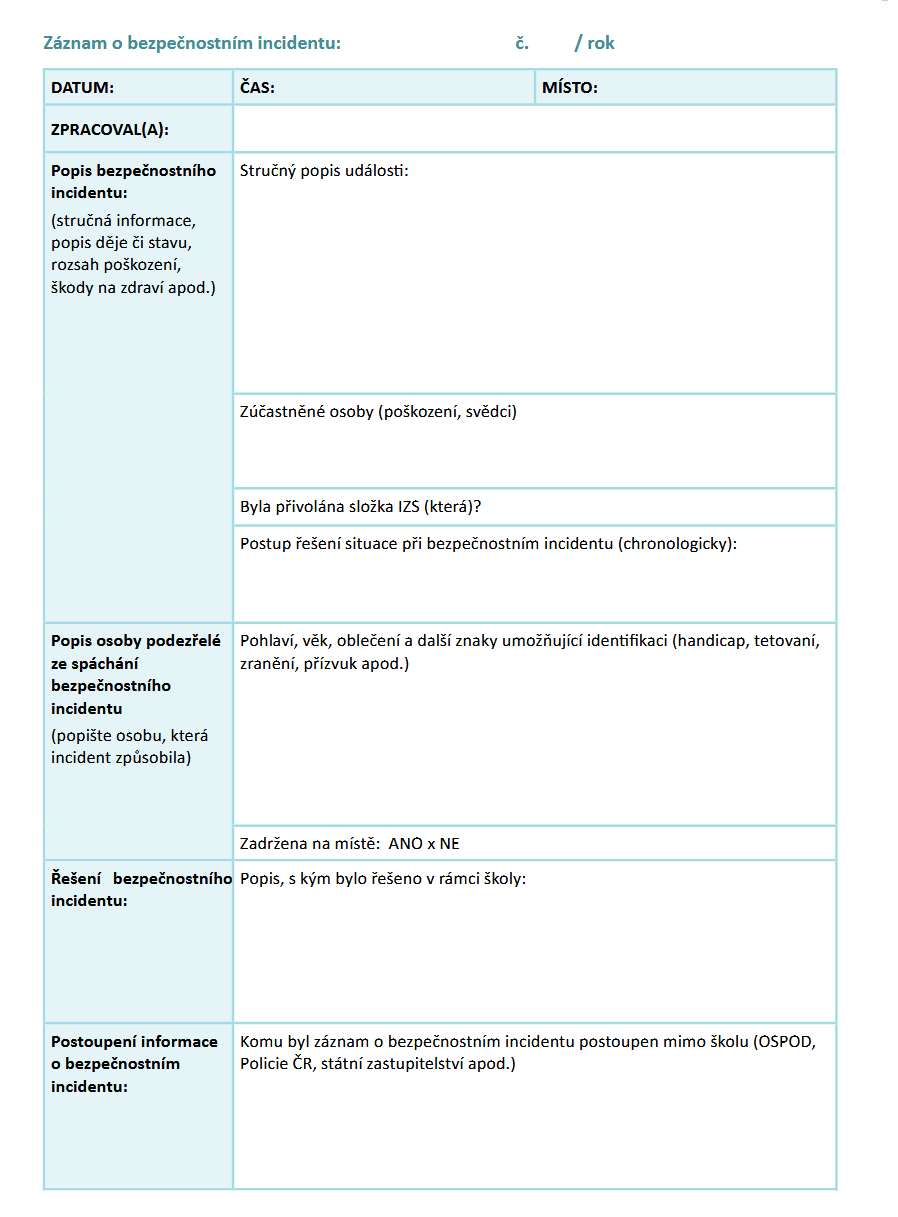 Záznam o bezpečnostním incidentu: č. / rok
DATUM: ČAS: MÍSTO:
ZPRACOVAL(A):
Popis bezpečnostního
incidentu:
(stručná informace,
popis děje či stavu,
rozsah poškození,
škody na zdraví apod.)
Stručný popis události:
Zúčastněné osoby (poškození, svědci)
Byla přivolána složka IZS (která)?
Postup řešení situace při bezpečnostním incidentu (chronologicky):
Popis osoby podezřelé
ze spáchání
bezpečnostního
incidentu
(popište osobu, která
incident způsobila)
Pohlaví, věk, oblečení a další znaky umožňující identifikaci (handicap, tetovaní,
zranění, přízvuk apod.)
Zadržena na místě: ANO x NE
Řešení bezpečnostního
incidentu:
Popis, s kým bylo řešeno v rámci školy:
Postoupení informace
o bezpečnostním
incidentu:
Komu byl záznam o bezpečnostním incidentu postoupen mimo školu (OSPOD,
Policie ČR, státní zastupitelství apod.)